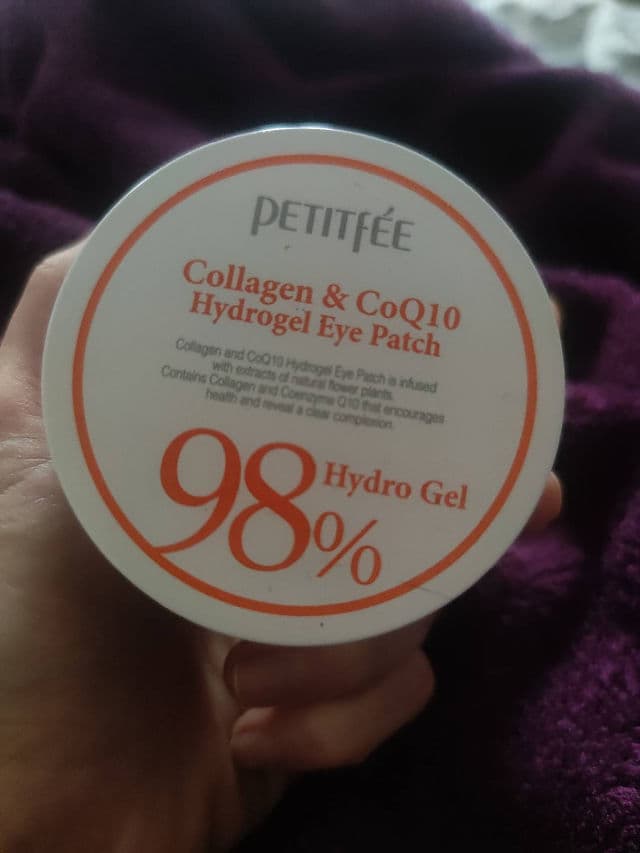 PETITFÉE
Collagen & CoQ10
Hydrogel Eye Patch
Collagen and CoQ10 Hydrogel Eye Patch is infused
with extracts of natural flower plants.
Contains Collagen and Coenzyme Q10 that encourages
health and reveal a clear complexion.
98% Hydro Gel